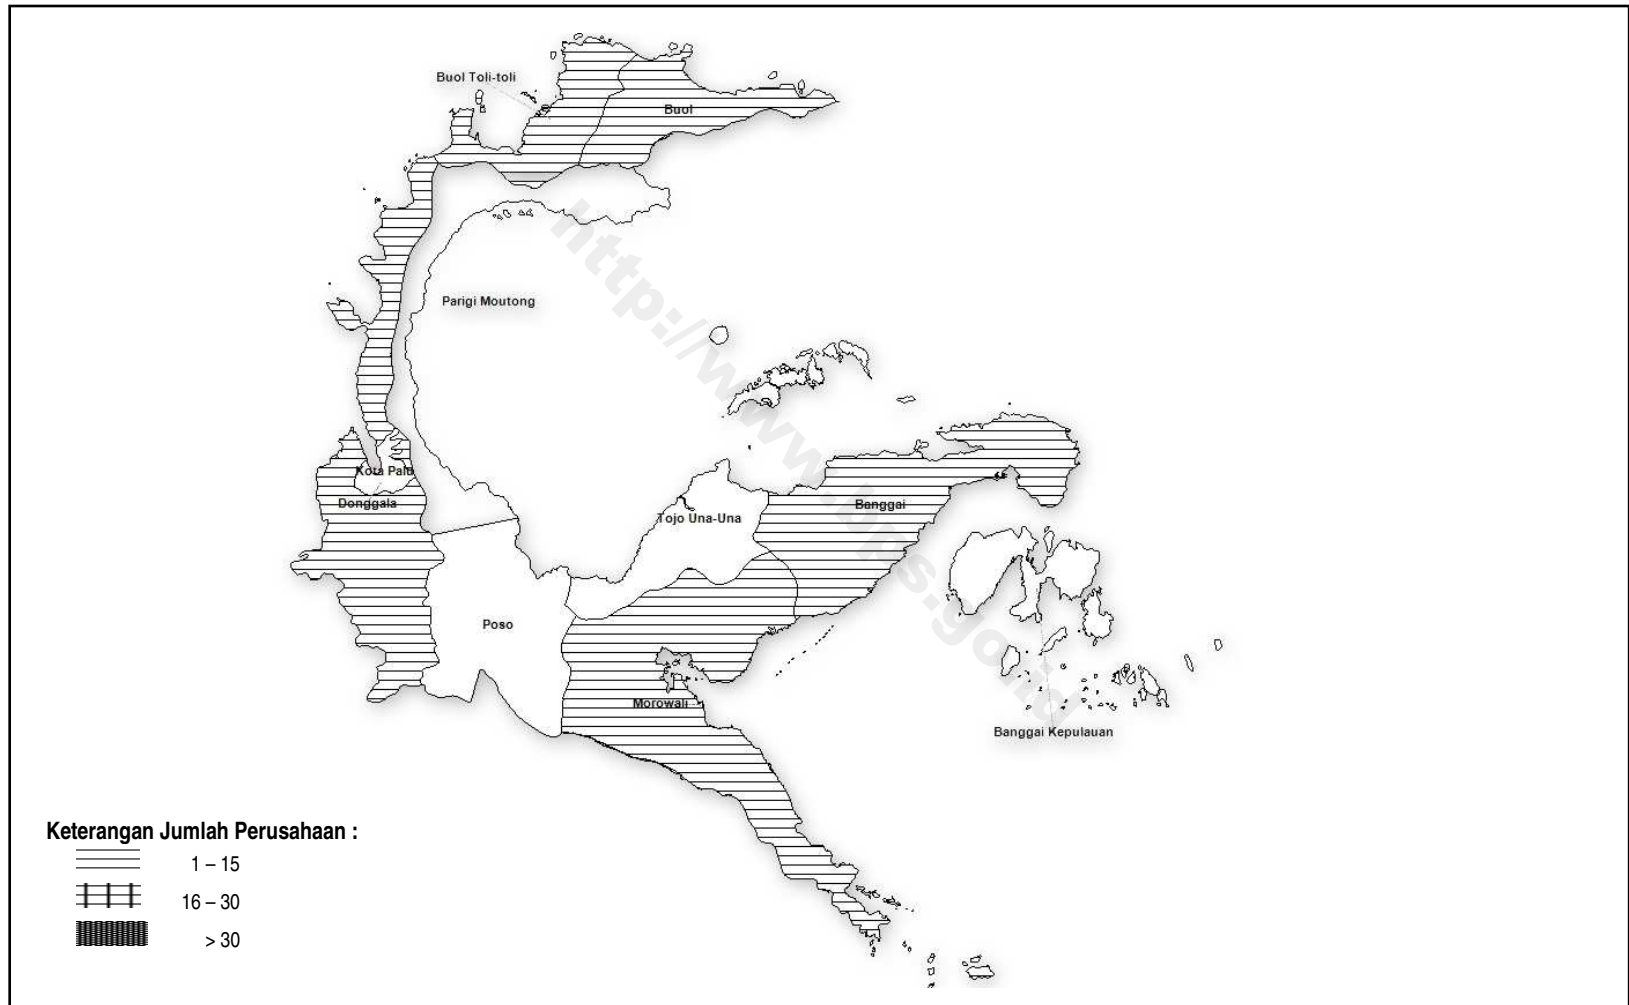 Buol Toli-toli
Buol
Parigi Moutong
Kota Palu
Donggala
Tojo Una-Una
Banggai
Poso
Morowali
Banggai Kepulauan
http://www.bps.go.id
Keterangan Jumlah Perusahaan :
1 – 15
16 – 30
> 30